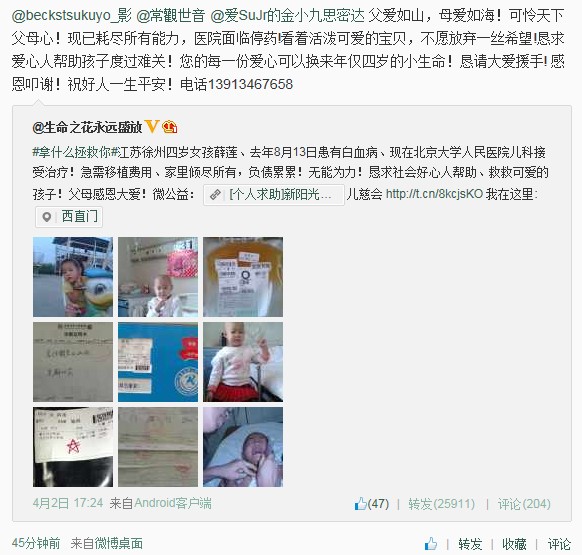 @beckstsukuyo_影 @常觀世音 @爱SuJr的金小九思密达 父爱如山，母爱如海！可怜天下
父母心！现已耗尽所有能力，医院面临停药!看着活泼可爱的宝贝，不愿放弃一丝希望!恳求
爱心人帮助孩子度过难关！您的每一份爱心可以换来年仅四岁的小生命！恳请大爱援手! 感
恩叩谢！祝好人一生平安！电话13913467658
@生命之花永远盛放
#拿什么拯救你#江苏徐州四岁女孩薛莲、去年8月13日患有白血病、现在北京大学人民医院儿科接
受治疗！急需移植费用、家里倾尽所有，负债累累！无能为力！恳求社会好心人帮助、救救可爱的
孩子！父母感恩大爱！微公益： [个人求助]新阳光... 儿慈会 http://t.cn/8kcjsKO 我在这里:
西直门
4月2日 17:24 来自Android客户端 (47) | 转发(25911) | 评论(204)
45分钟前 来自微博桌面 | 转发 | 收藏 | 评论